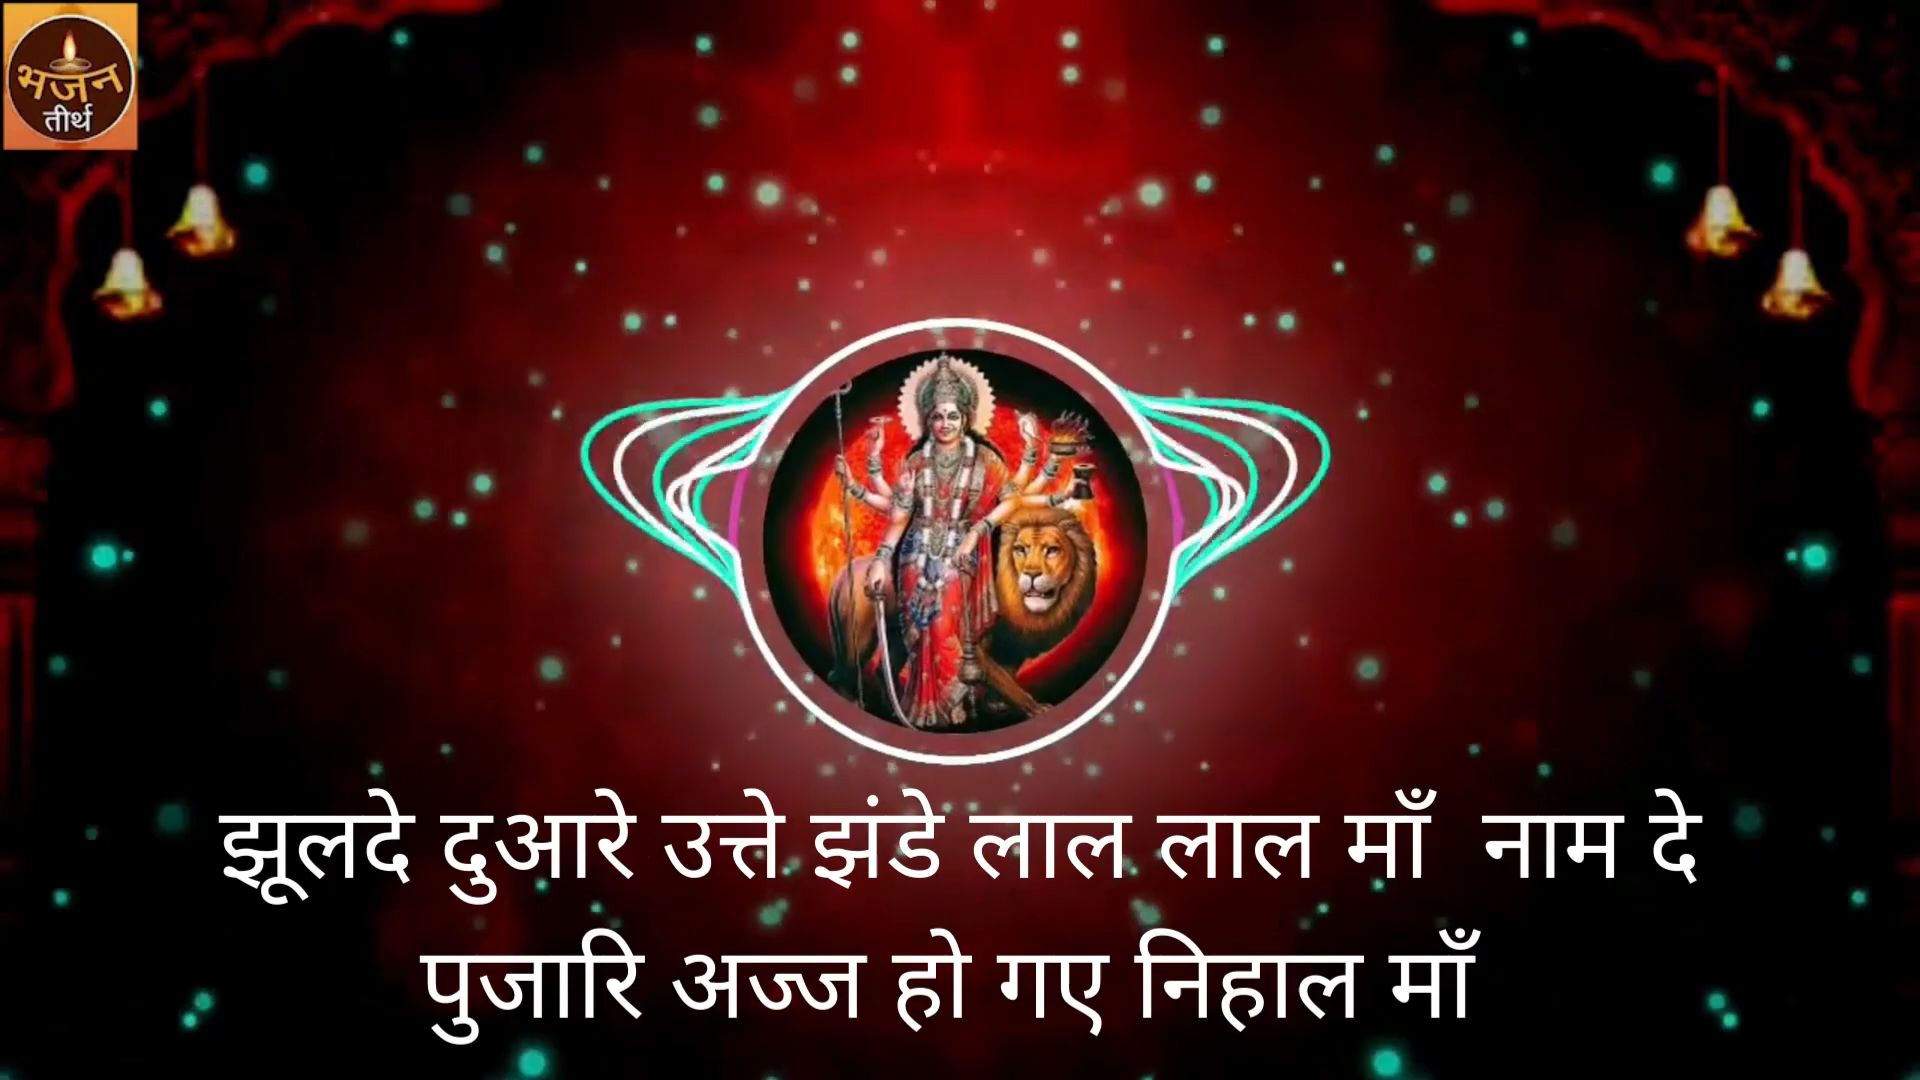 भजन
तीर्थ
झूलदे दुआरे उत्ते झंडे लाल लाल माँ  नाम दे
पुजारि अज्ज हो गए निहाल माँ